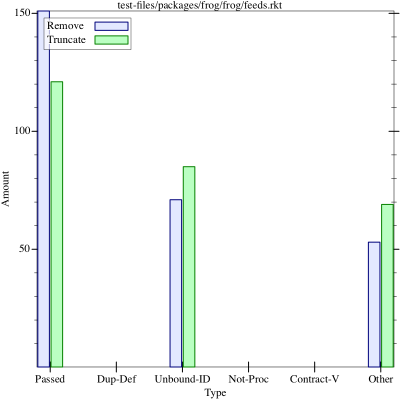 test-files/packages/frog/frog/feeds.rkt
150
Remove
Truncate
100
50
Amount
Passed Dup-Def Unbound-ID Not-Proc Contract-V Other
Type